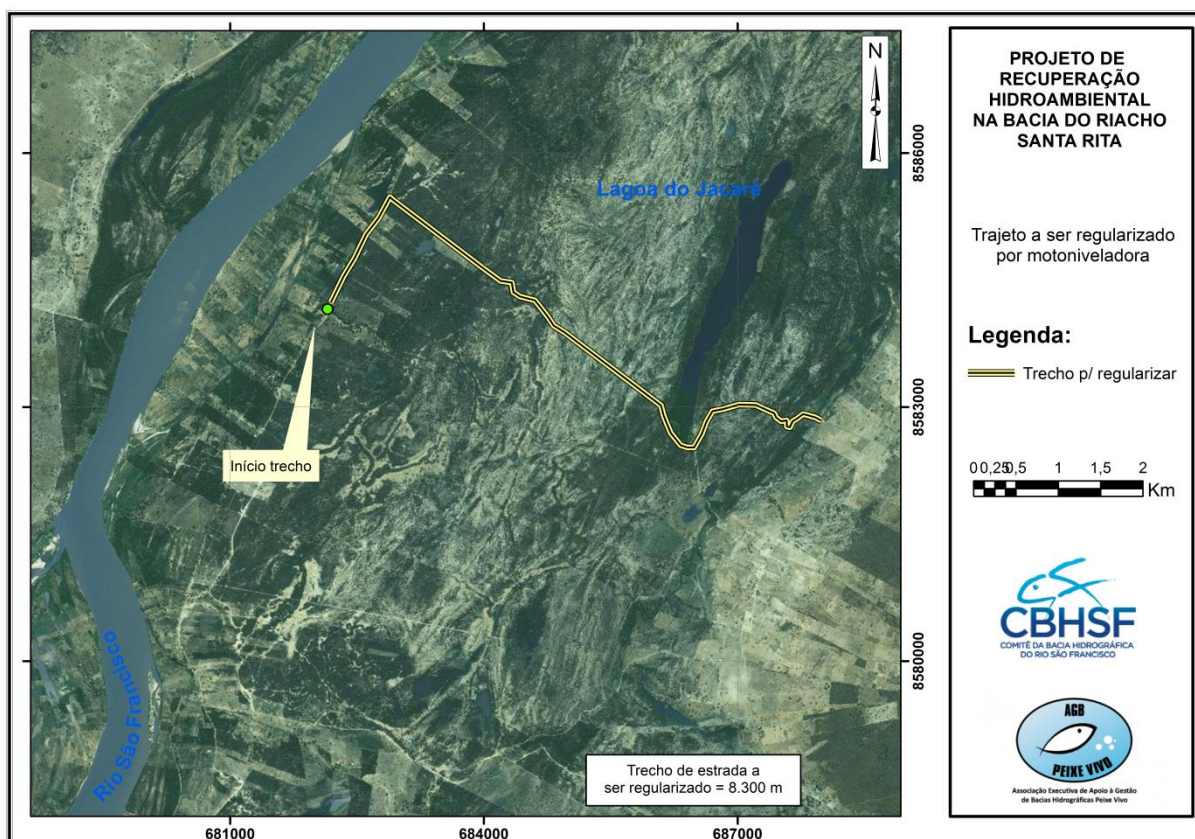 N
Lagoa do Jacaré
Início trecho
Rio São Francisco
Trecho de estrada a
ser regularizado = 8.300 m
681000
684000
687000
8586000
8583000
8580000
PROJETO DE
RECUPERAÇÃO
HIDROAMBIENTAL
NA BACIA DO RIACHO
SANTA RITA
Trajeto a ser regularizado
por motoniveladora
Legenda:
Trecho p/ regularizar
0 0,25 0,5 1 1,5 2
Km
CBHSF
COMITÊ DA BACIA HIDROGRÁFICA
DO RIO SÃO FRANCISCO
AGB
PEIXE VIVO
Associação Executiva de Apoio à Gestão
de Bacias Hidrográficas Peixe Vivo